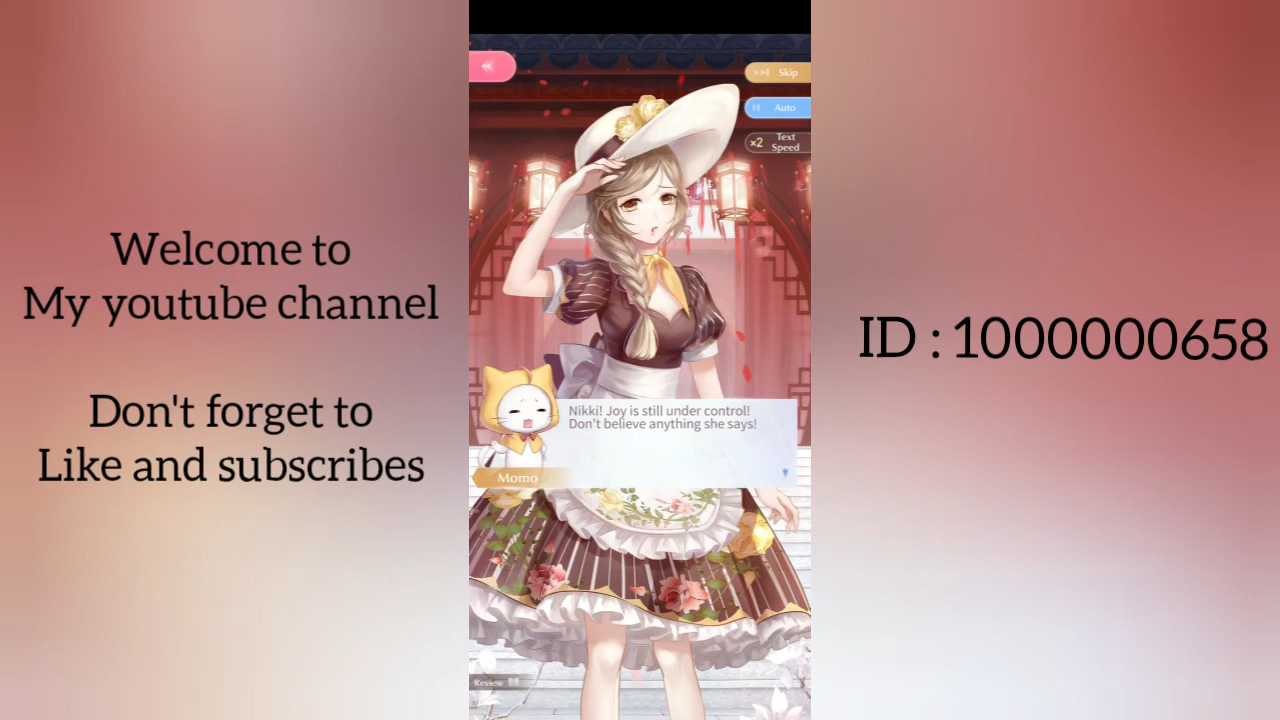 Welcome to
My youtube channel
Don't forget to
Like and subscribes
Skip
Auto
×2 Text
Speed
Nikki! Joy is still under control!
Don't believe anything she says!
Momo
Review
ID : 1000000658